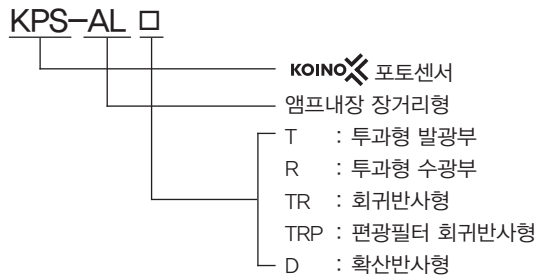 KPS-AL □
KOINO 포토센서
앰프내장 장거리형
T : 투과형 발광부
R : 투과형 수광부
TR : 회귀반사형
TRP : 편광필터 회귀반사형
D : 확산반사형